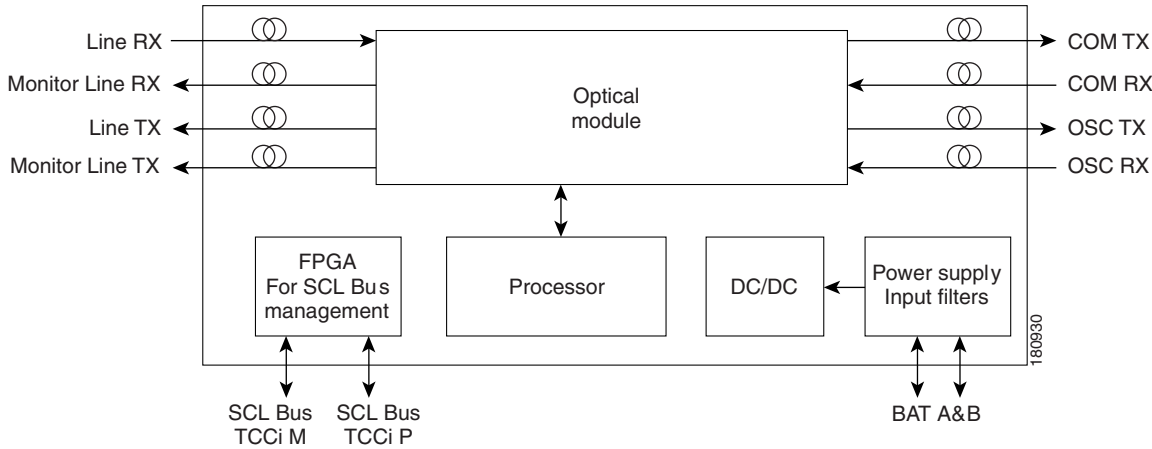 Line RX
Monitor Line RX
Line TX
Monitor Line TX
Optical
module
COM TX
COM RX
OSC TX
OSC RX
FPGA
For SCL Bus
management
Processor
DC/DC
Power supply
Input filters
180930
SCL Bus
TCCi M
SCL Bus
TCCi P
BAT A&B